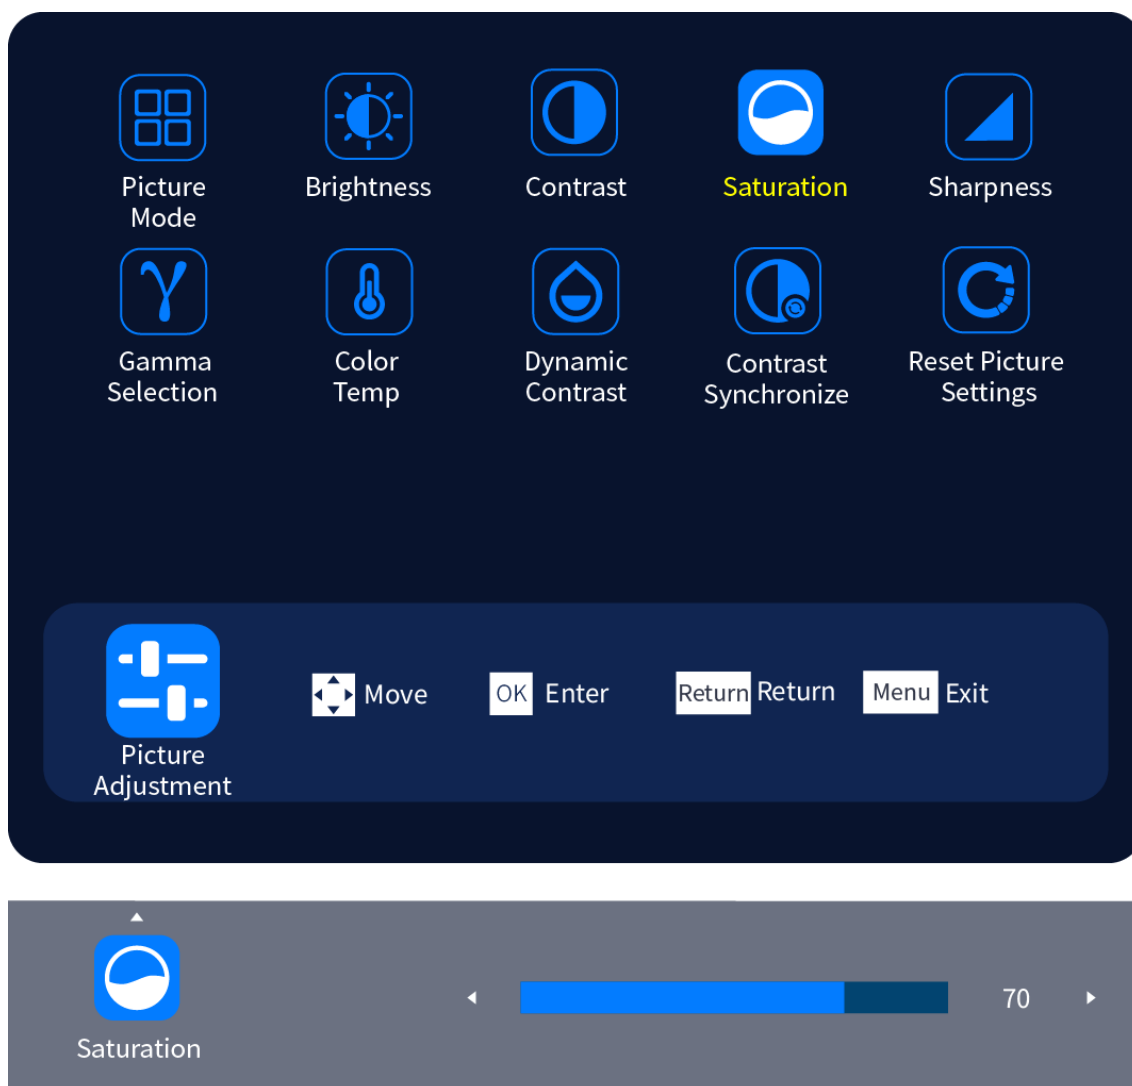 Picture
Mode
Brightness
Contrast
Saturation
Sharpness
γ
Gamma
Selection
Color
Temp
Dynamic
Contrast
Contrast
Synchronize
Reset Picture
Settings
Picture
Adjustment
Move
OK Enter
Return Return
Menu Exit
Saturation
70